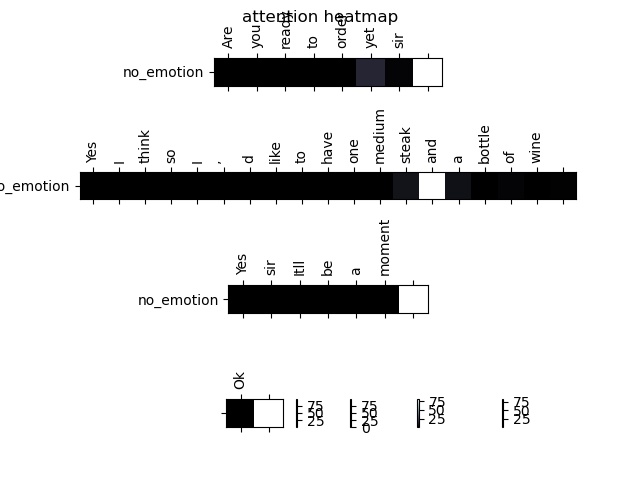 attention heatmap
Are you ready to order yet sir
no_emotion
Yes I think so I , d like to have one medium steak and a bottle of wine
o_emotion
Yes sir Itll be a moment
no_emotion
Ok
75 75 75 75
50 50 50 50
25 25 25 25
0